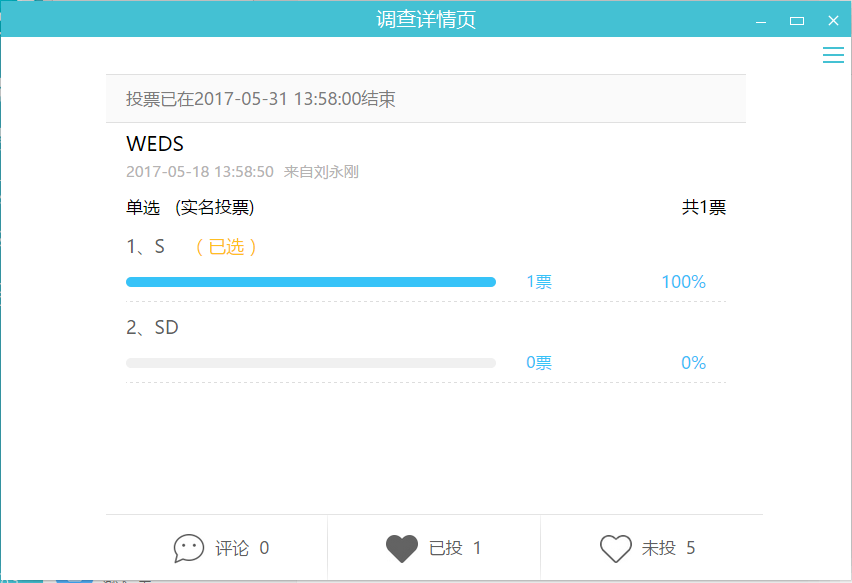 调查详情页
投票已在2017-05-31 13:58:00结束
WEDS
2017-05-18 13:58:50 来自刘永刚
单选 (实名投票) 共1票
1、S ( 已选 )
1票 100%
2、SD
0票 0%
评论 0 已投 1 未投 5